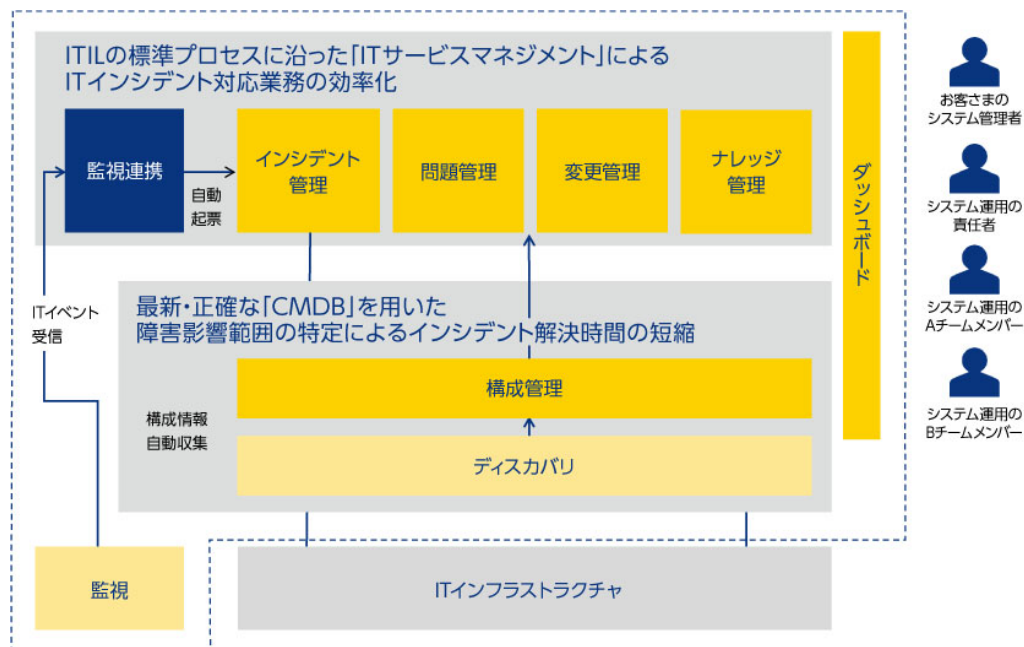 ITILの標準プロセスに沿った「ITサービスマネジメント」による
ITインシデント対応業務の効率化
監視連携
自動
起票
インシデント
管理
問題管理
変更管理
ナレッジ
管理
ダッシュボード
お客さまの
システム管理者
システム運用の
責任者
システム運用の
Aチームメンバー
システム運用の
Bチームメンバー
ITイベント
受信
最新・正確な「CMDB」を用いた
障害影響範囲の特定によるインシデント解決時間の短縮
構成管理
構成情報
自動収集
ディスカバリ
監視
ITインフラストラクチャ